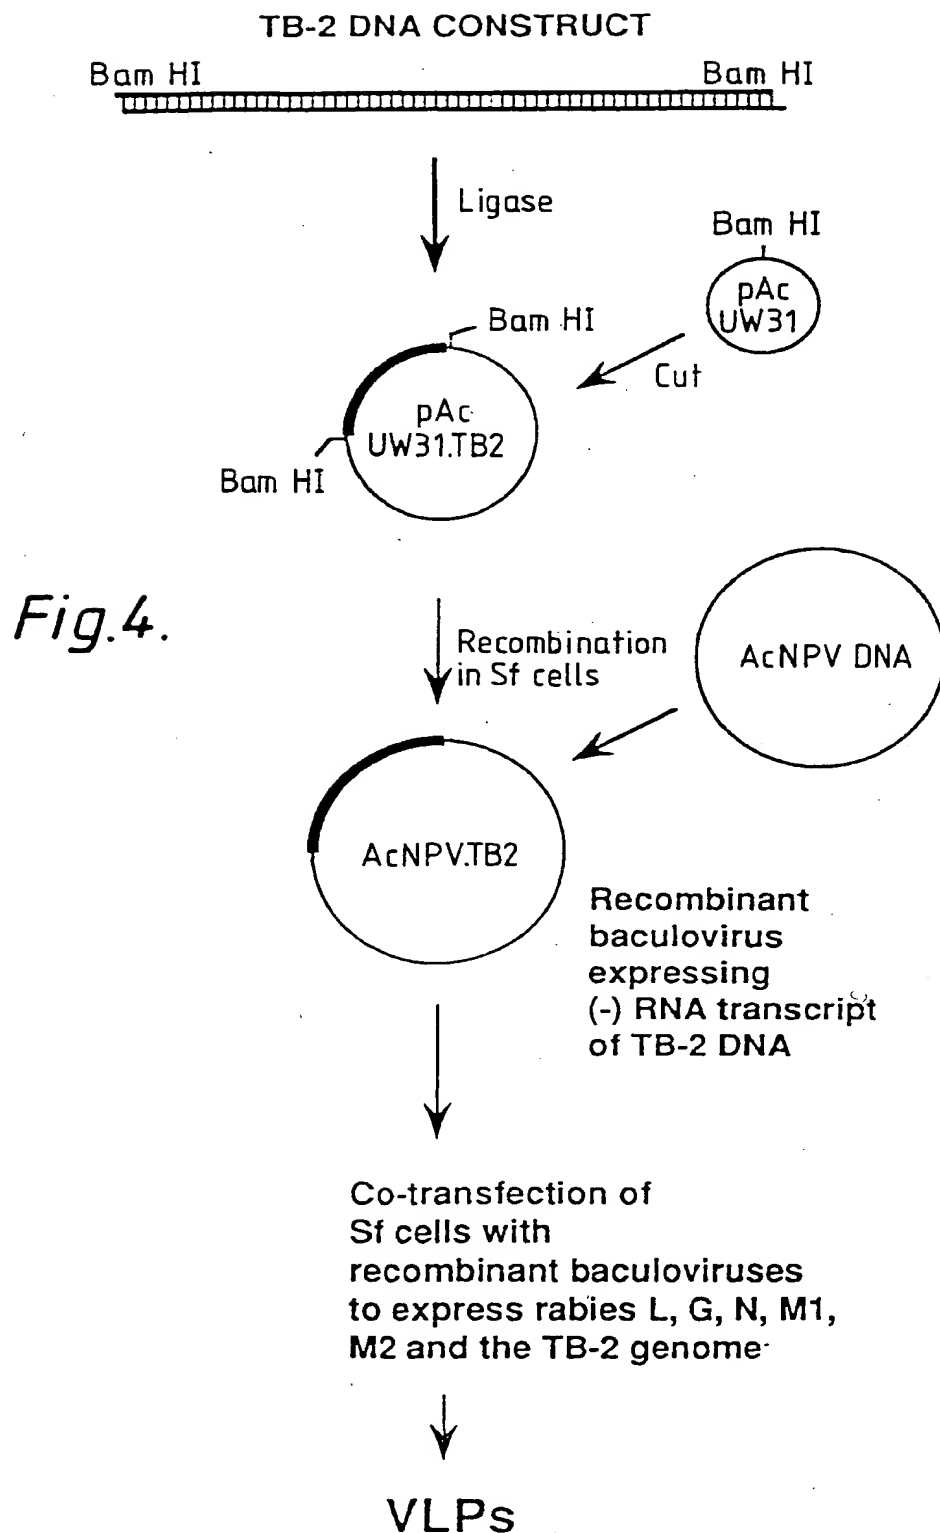 TB-2 DNA CONSTRUCT
Bam HI
Bam HI
Ligase
Bam HI
pAc
UW31
Cut
Bam HI
pAc
UW31.TB2
Bam HI
Fig.4.
Recombination
in Sf cells
AcNPV DNA
AcNPV.TB2
Recombinant
baculovirus
expressing
(-) RNA transcript
of TB-2 DNA
Co-transfection of
Sf cells with
recombinant baculoviruses
to express rabies L, G, N, M1,
M2 and the TB-2 genome
VLPs